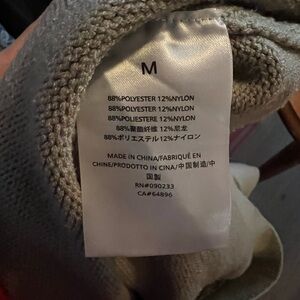 M
88%POLYESTER 12%NYLON
88%POLYESTER 12%NYLON
88%POLIESTERE 12%NYLON
88%聚酯纤维 12%尼龙
88%ポリエステル 12%ナイロン
MADE IN CHINA/FABRIQUÉ EN
CHINE/PRODOTTO IN CINA/中国制造/中
国製
RN#090233
CA#64896